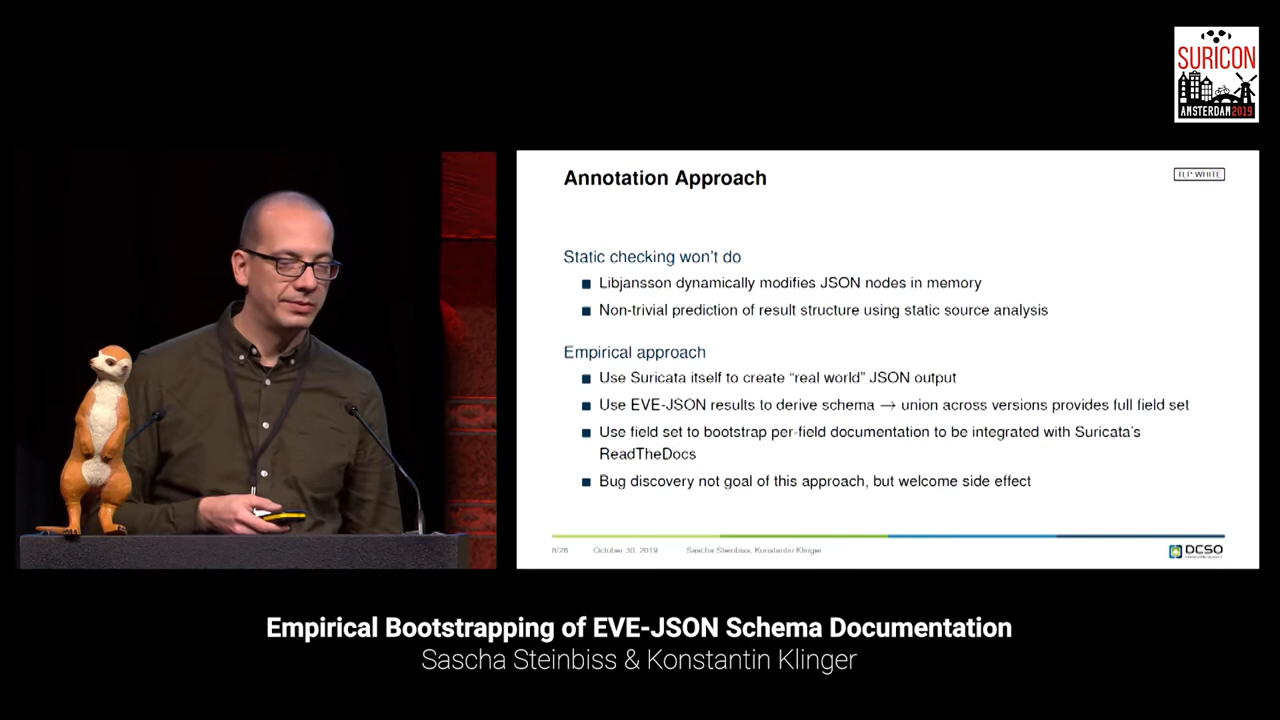 SURICON
AMSTERDAM2019
Annotation Approach
TLP:WHITE
Static checking won't do
Libjansson dynamically modifies JSON nodes in memory
Non-trivial prediction of result structure using static source analysis
Empirical approach
Use Suricata itself to create “real world” JSON output
Use EVE-JSON results to derive schema → union across versions provides full field set
Use field set to bootstrap per-field documentation to be integrated with Suricata's
ReadTheDocs
Bug discovery not goal of this approach, but welcome side effect
8/26 October 30, 2019 Sascha Steinbiss, Konstantin Klinger
DCSO
Empirical Bootstrapping of EVE-JSON Schema Documentation
Sascha Steinbiss & Konstantin Klinger